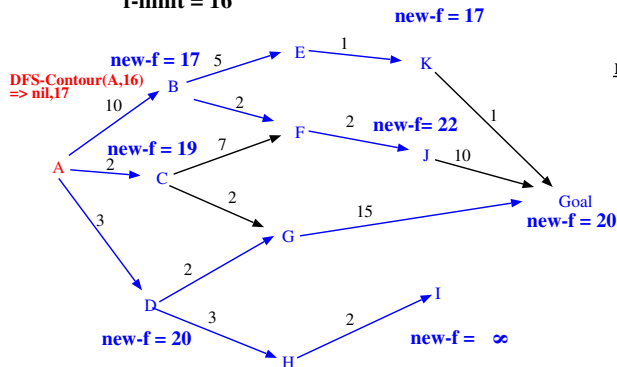 f-limit = 16
new-f = 17
new-f = 17
5
E
1
K
DFS-Contour(A,16)
=> nil,17
B
10
2
1
F
2
new-f= 22
new-f = 19
7
J
10
A
2
C
2
Goal
new-f = 20
3
G
15
2
D
3
2
I
new-f = 20
new-f = ∞
H